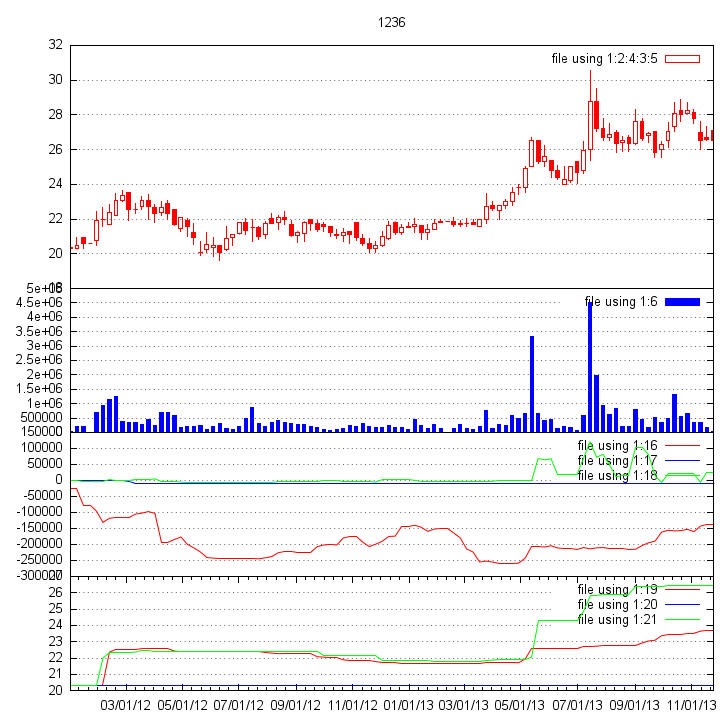 1236
file using 1:2:4:3:5
32
30
28
26
24
22
20
18
file using 1:6
5e+06
4.5e+06
4e+06
3.5e+06
3e+06
2.5e+06
2e+06
1.5e+06
1e+06
500000
0
file using 1:16
file using 1:17
file using 1:18
150000
100000
50000
0
-50000
-100000
-150000
-200000
-250000
-300000
file using 1:19
file using 1:20
file using 1:21
27
26
25
24
23
22
21
20
03/01/12 05/01/12 07/01/12 09/01/12 11/01/12 01/01/13 03/01/13 05/01/13 07/01/13 09/01/13 11/01/13